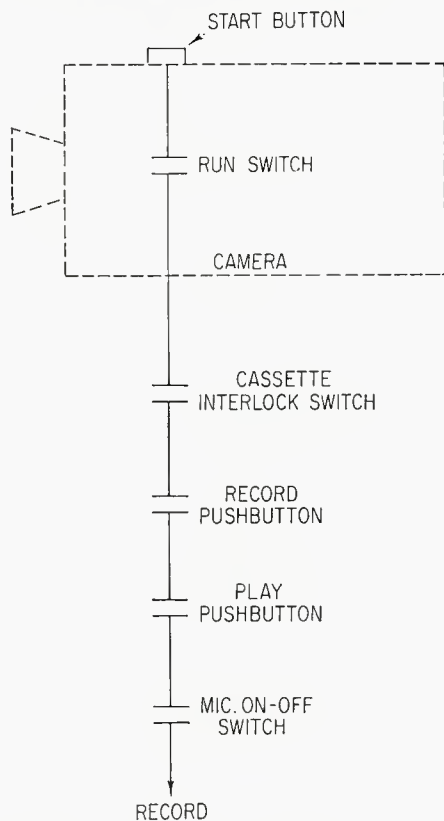 START BUTTON
RUN SWITCH
CAMERA
CASSETTE
INTERLOCK SWITCH
RECORD
PUSHBUTTON
PLAY
PUSHBUTTON
MIC. ON-OFF
SWITCH
RECORD